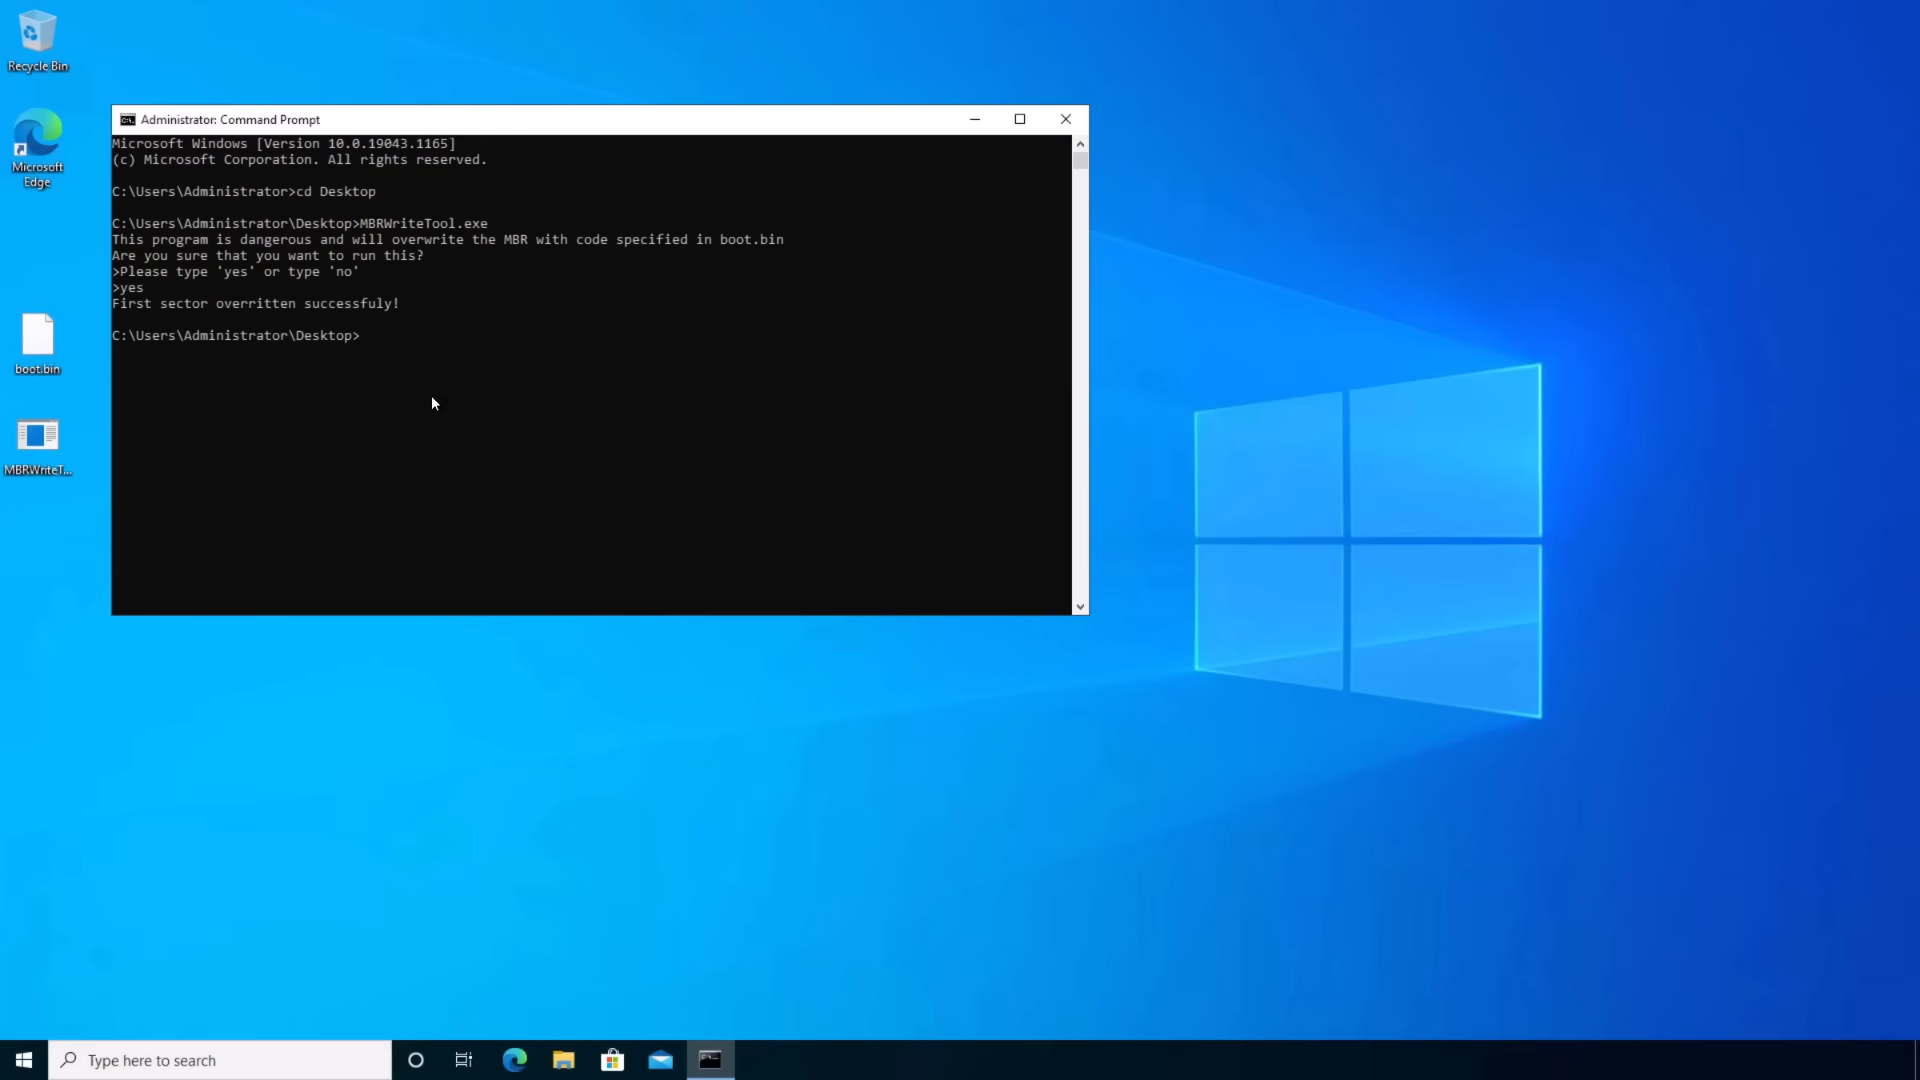 Recycle Bin
Microsoft
Edge
boot.bin
MBRWriteT...
Administrator: Command Prompt
Microsoft Windows [Version 10.0.19043.1165]
(c) Microsoft Corporation. All rights reserved.
C:\Users\Administrator>cd Desktop
C:\Users\Administrator\Desktop>MBRWriteTool.exe
This program is dangerous and will overwrite the MBR with code specified in boot.bin
Are you sure that you want to run this?
>Please type 'yes' or type 'no'
>yes
First sector overritten successfuly!
C:\Users\Administrator\Desktop>
Type here to search